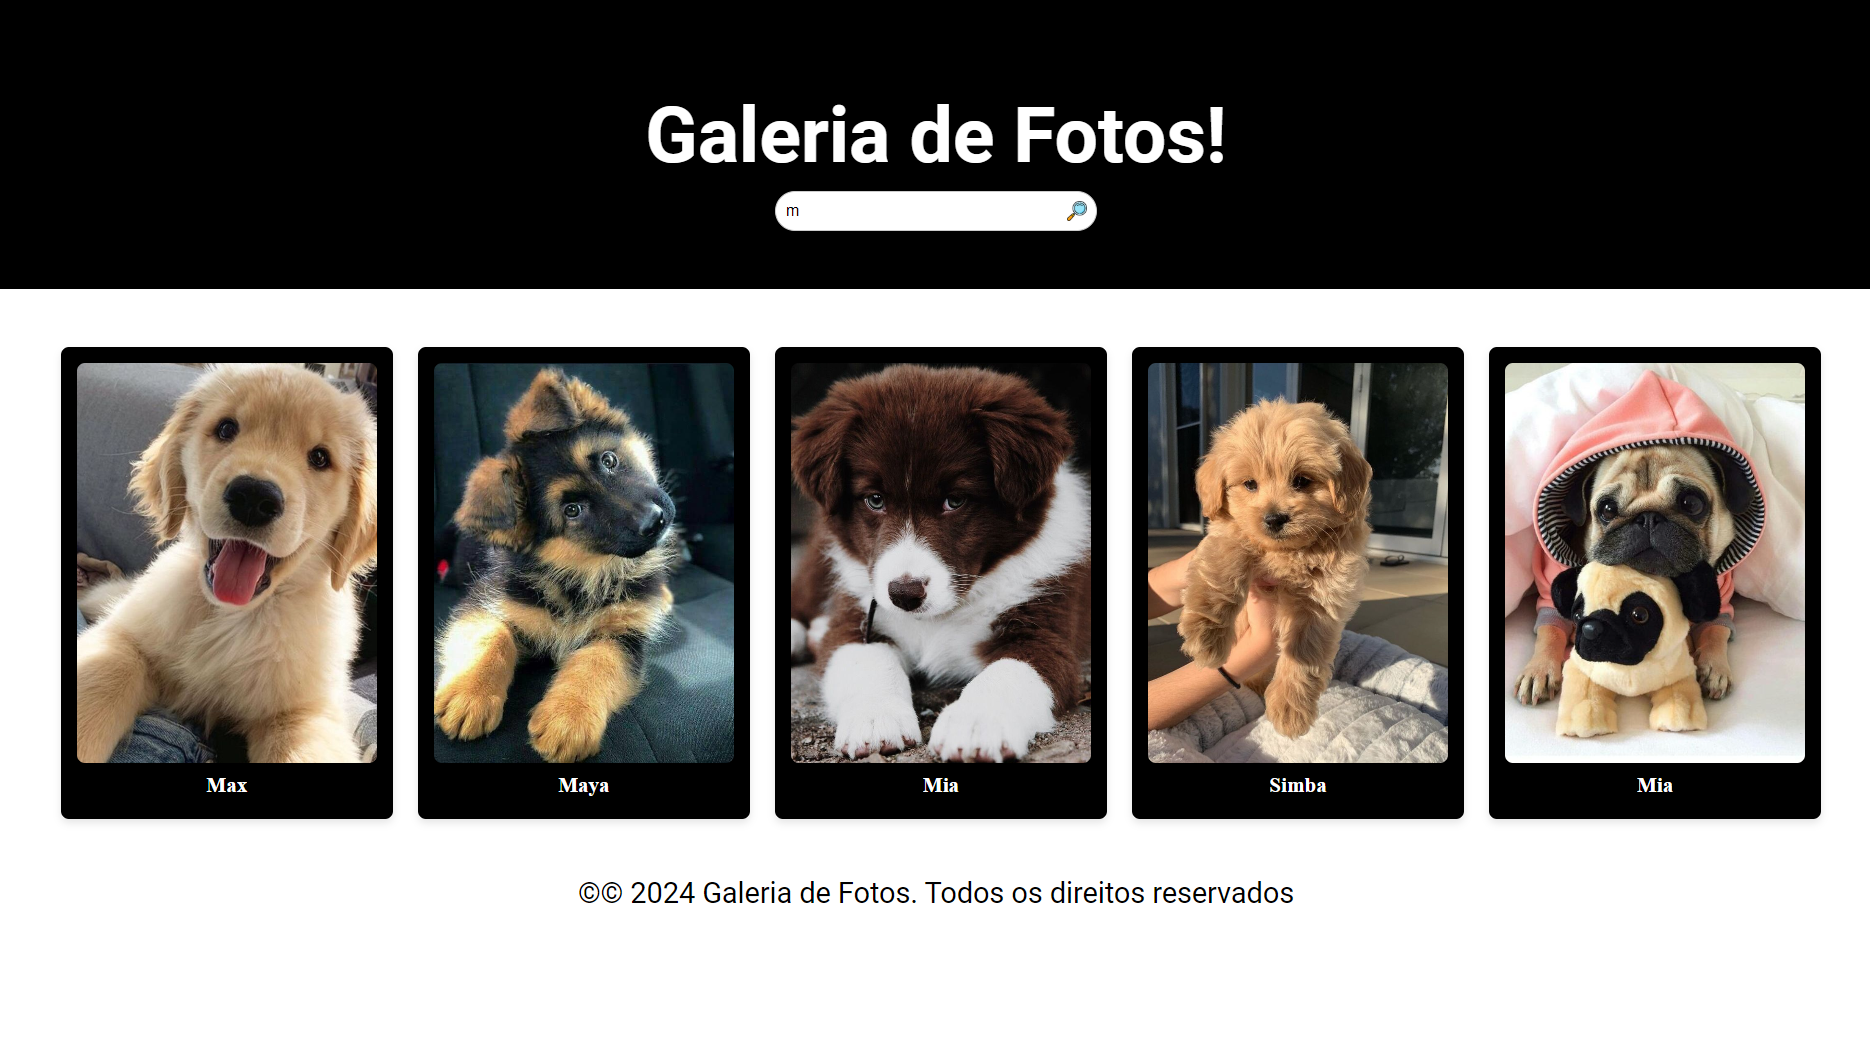 Galeria de Fotos!
m
Max
Maya
Mia
Simba
Mia
©© 2024 Galeria de Fotos. Todos os direitos reservados